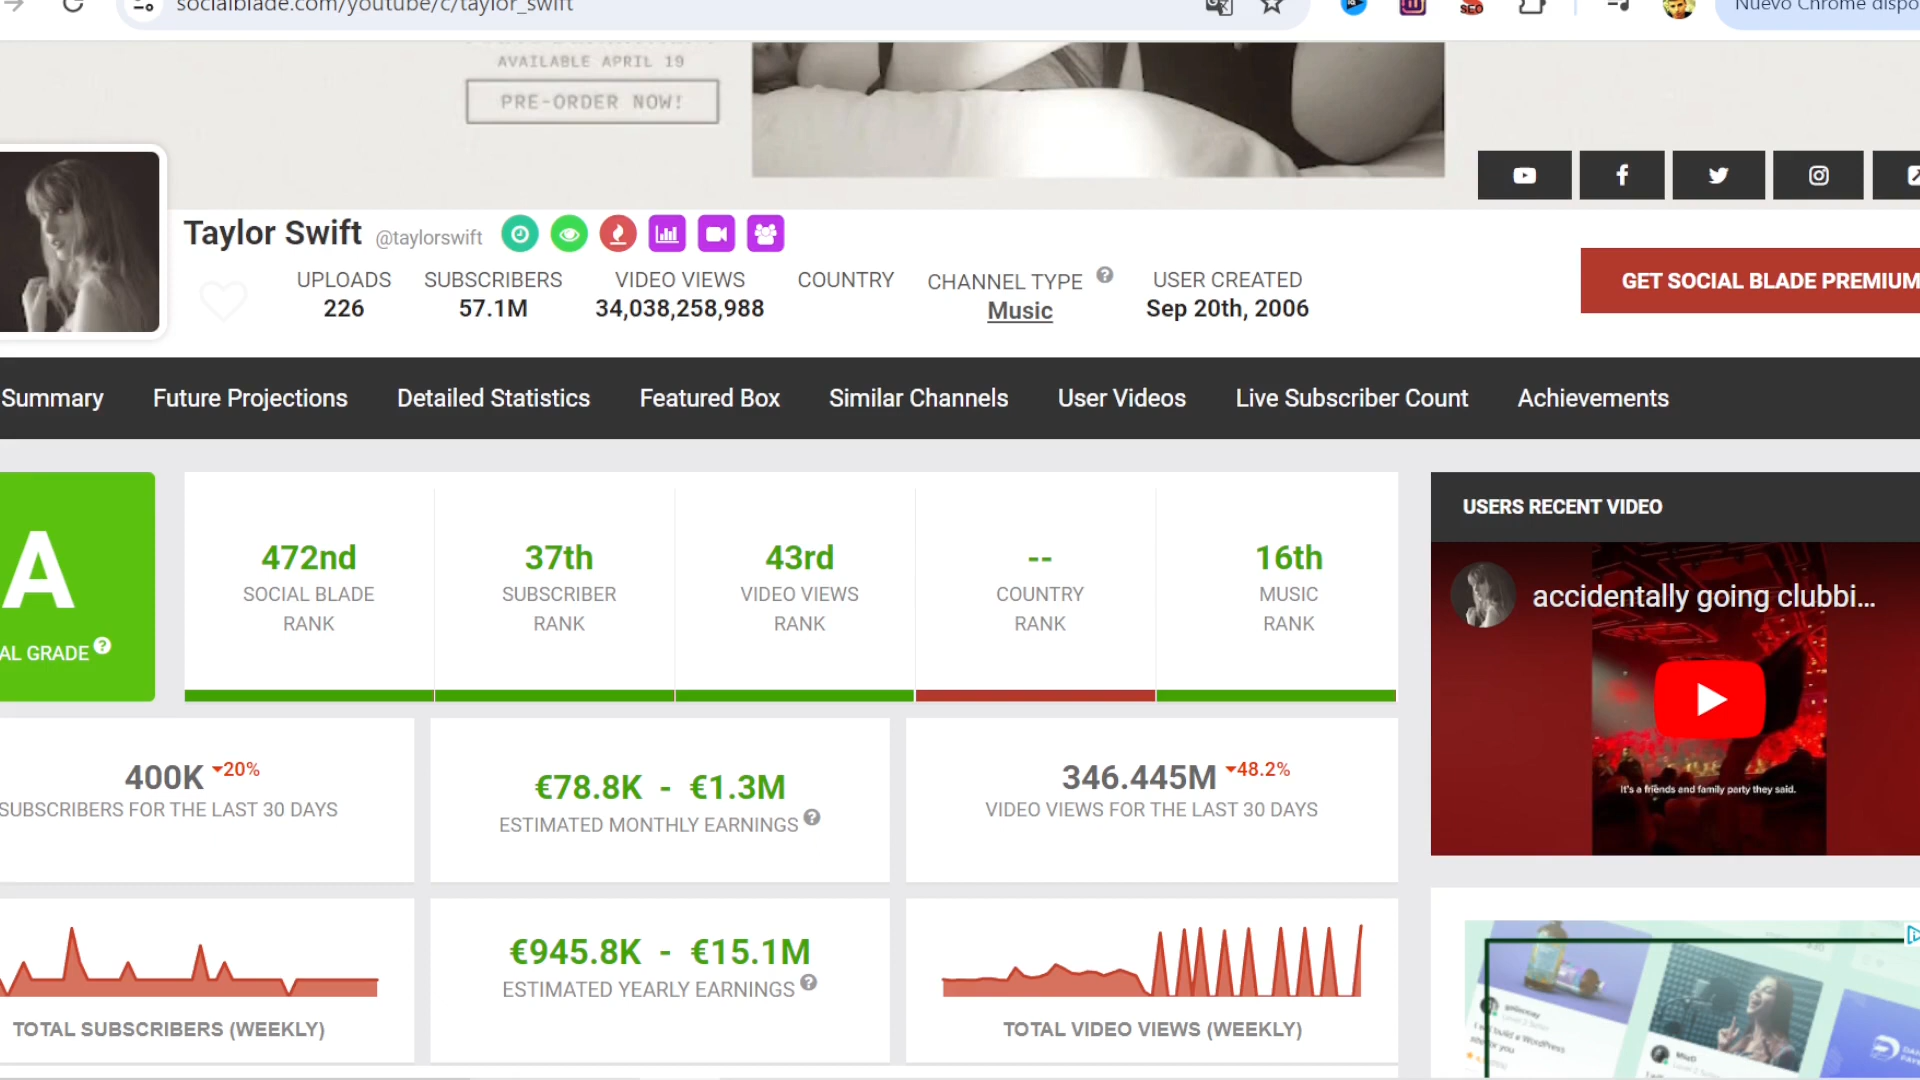 socialblade.com/youtube/c/taylor_swift
Nuevo Chrome dispo
AVAILABLE APRIL 19
PRE-ORDER NOW!
Taylor Swift @taylorswift
UPLOADS SUBSCRIBERS VIDEO VIEWS COUNTRY CHANNEL TYPE ? USER CREATED
226 57.1M 34,038,258,988 Music Sep 20th, 2006
GET SOCIAL BLADE PREMIUM
Summary Future Projections Detailed Statistics Featured Box Similar Channels User Videos Live Subscriber Count Achievements
A
AL GRADE ?
472nd 37th 43rd -- 16th
SOCIAL BLADE SUBSCRIBER VIDEO VIEWS COUNTRY MUSIC
RANK RANK RANK RANK RANK
USERS RECENT VIDEO
accidentally going clubbi...
It's a friends and family party they said.
400K 20%
SUBSCRIBERS FOR THE LAST 30 DAYS
€78.8K - €1.3M
ESTIMATED MONTHLY EARNINGS ?
346.445M 48.2%
VIDEO VIEWS FOR THE LAST 30 DAYS
TOTAL SUBSCRIBERS (WEEKLY)
€945.8K - €15.1M
ESTIMATED YEARLY EARNINGS ?
TOTAL VIDEO VIEWS (WEEKLY)
SEO